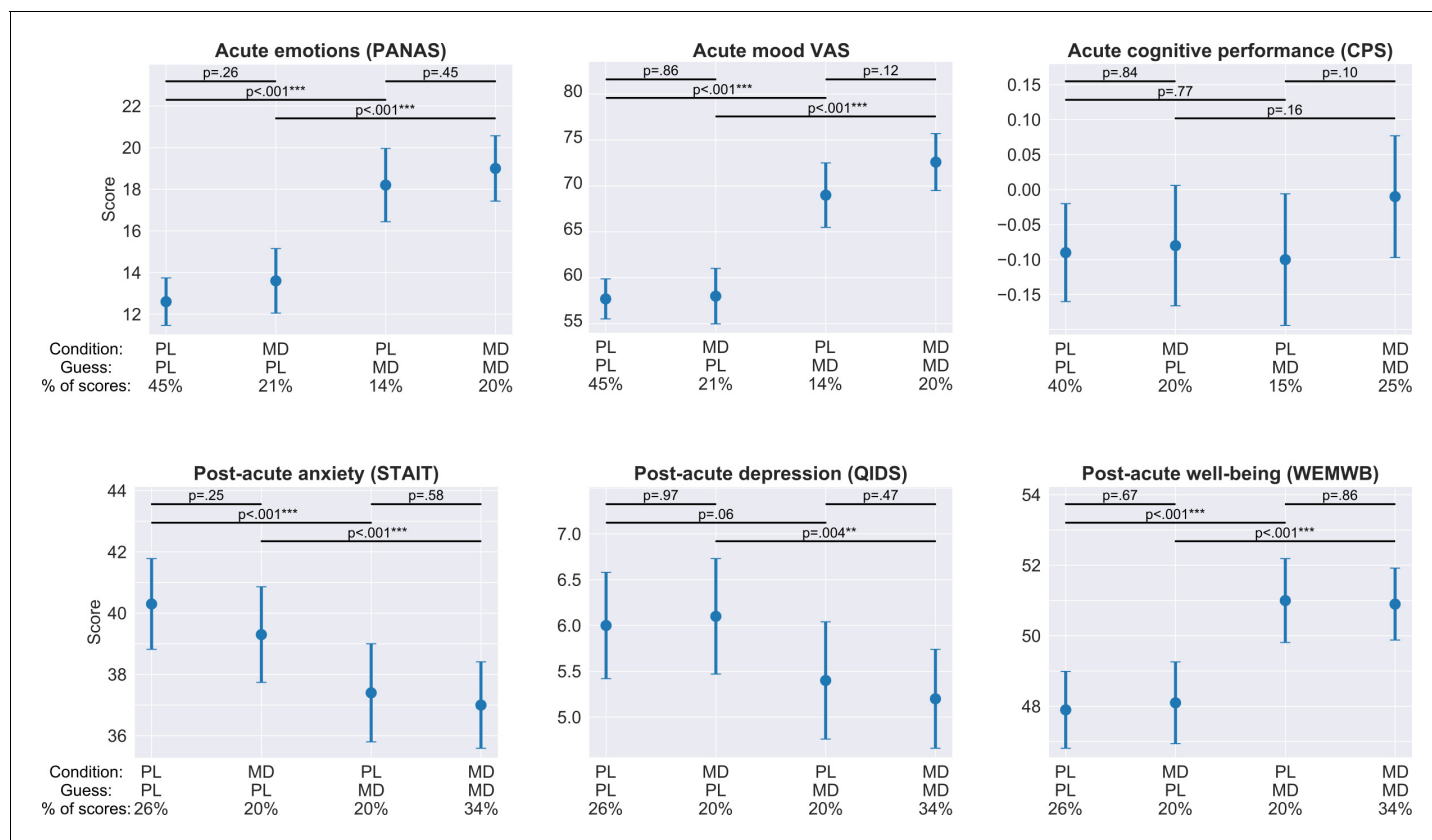 Acute emotions (PANAS)
p=.26
p=.45
p<.001***
p<.001***
22
20
18
16
14
12
Score
Condition: PL MD PL MD
Guess: PL PL MD MD
% of scores: 45% 21% 14% 20%
Acute mood VAS
p=.86
p=.12
p<.001***
p<.001***
80
75
70
65
60
55
PL MD PL MD
PL PL MD MD
45% 21% 14% 20%
Acute cognitive performance (CPS)
p=.84
p=.10
p=.77
p=.16
0.15
0.10
0.05
0.00
−0.05
−0.10
−0.15
PL MD PL MD
PL PL MD MD
40% 20% 15% 25%
Post-acute anxiety (STAIT)
p=.25
p=.58
p<.001***
p<.001***
44
42
40
38
36
Score
Condition: PL MD PL MD
Guess: PL PL MD MD
% of scores: 26% 20% 20% 34%
Post-acute depression (QIDS)
p=.97
p=.47
p=.06
p=.004**
7.0
6.5
6.0
5.5
5.0
PL MD PL MD
PL PL MD MD
26% 20% 20% 34%
Post-acute well-being (WEMWB)
p=.67
p=.86
p<.001***
p<.001***
54
52
50
48
PL MD PL MD
PL PL MD MD
26% 20% 20% 34%